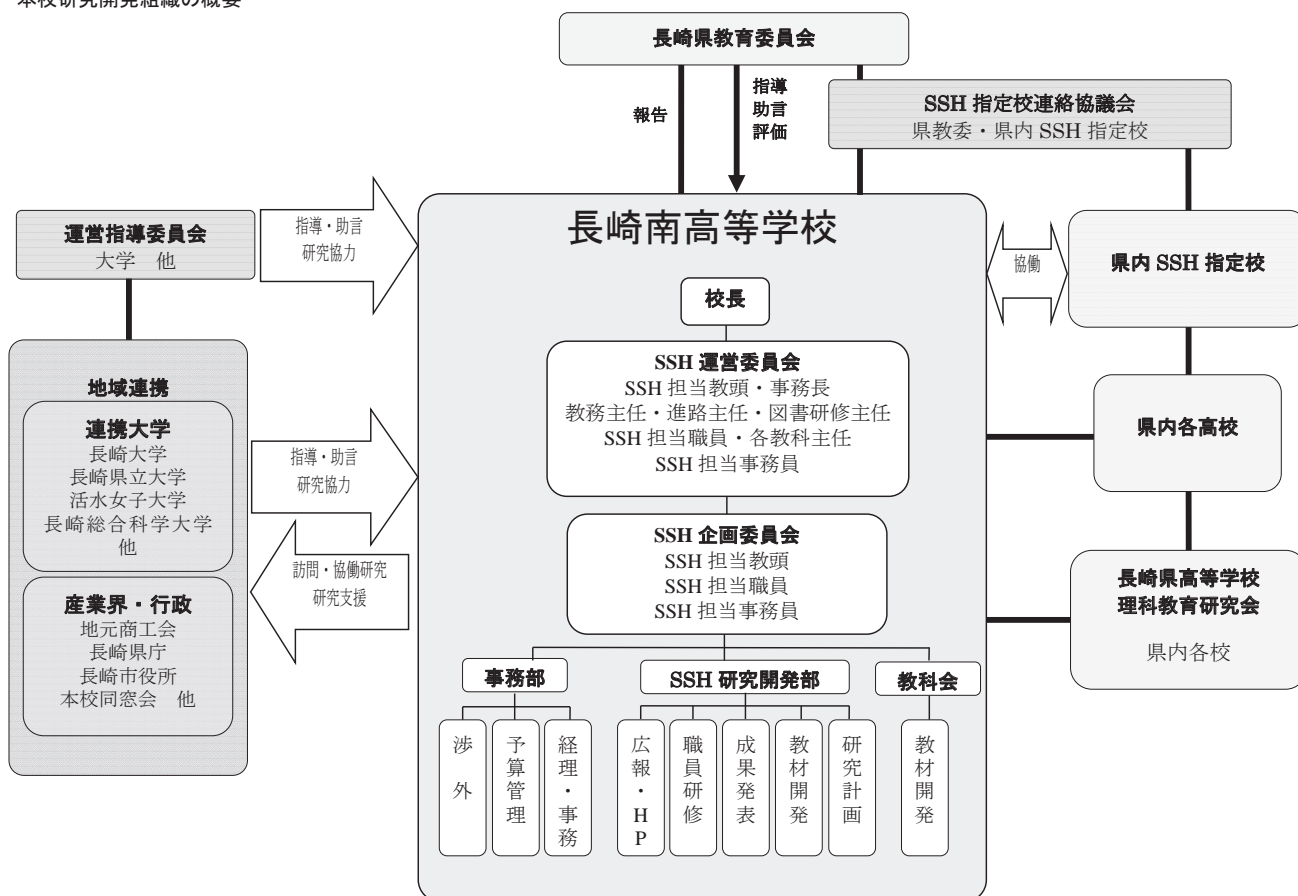 本校研究開発組織の概要
長崎県教育委員会
報告
指導
助言
評価
SSH 指定校連絡協議会
県教委・県内 SSH 指定校
運営指導委員会
大学 他
指導・助言
研究協力
長崎南高等学校
協働
県内 SSH 指定校
校長
SSH 運営委員会
SSH 担当教頭・事務長
教務主任・進路主任・図書研修主任
SSH 担当職員・各教科主任
SSH 担当事務員
地域連携
連携大学
長崎大学
長崎県立大学
活水女子大学
長崎総合科学大学
他
指導・助言
研究協力
県内各高校
SSH 企画委員会
SSH 担当教頭
SSH 担当職員
SSH 担当事務員
訪問・協働研究
研究支援
産業界・行政
地元商工会
長崎県庁
長崎市役所
本校同窓会 他
長崎県高等学校
理科教育研究会
県内各校
事務部
SSH 研究開発部
教科会
渉外
予算管理
経理・事務
広報・HP
職員研修
成果発表
教材開発
研究計画
教材開発